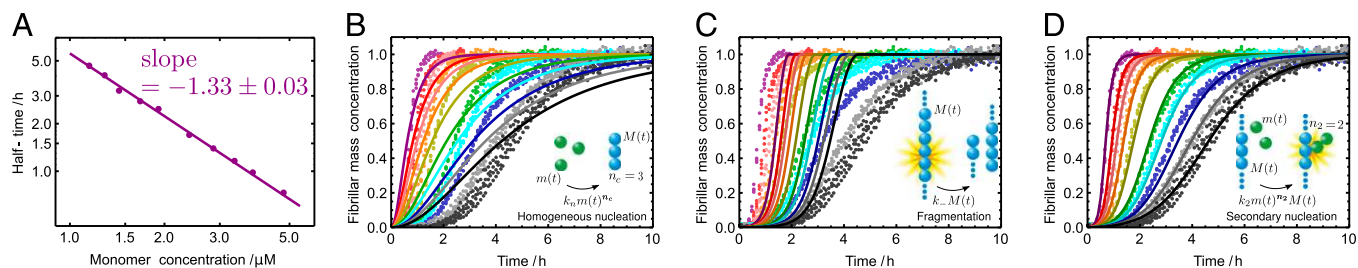 A
slope
= −1.33 ± 0.03
Half- time /h
5.0
3.0
2.0
1.5
1.0
1.0 1.5 2.0 3.0 5.0
Monomer concentration /μM
B
Fibrillar mass concentration
1.0
0.8
0.6
0.4
0.2
0.0
M(t)
m(t)
n_c = 3
k_n m(t)^{n_c}
Homogeneous nucleation
0 2 4 6 8 10
Time / h
C
Fibrillar mass concentration
1.0
0.8
0.6
0.4
0.2
0.0
M(t)
k_− M(t)
Fragmentation
0 2 4 6 8 10
Time / h
D
Fibrillar mass concentration
1.0
0.8
0.6
0.4
0.2
0.0
m(t)
n_2 = 2
M(t)
k_2 m(t)^{n_2} M(t)
Secondary nucleation
0 2 4 6 8 10
Time / h